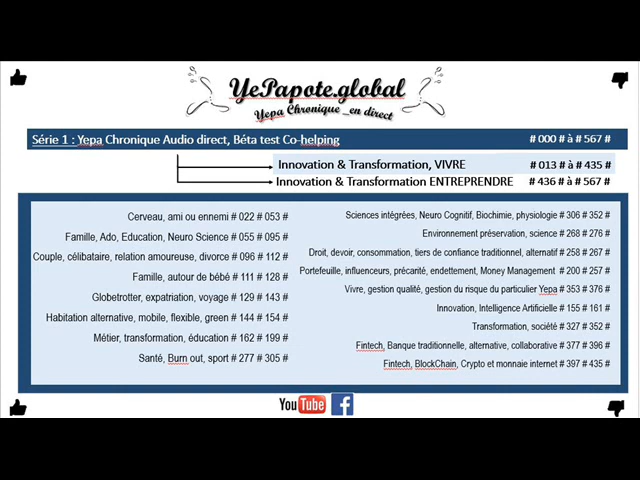 YePapote.global
Yepa Chronique _en direct
Série 1 : Yepa Chronique Audio direct, Béta test Co-helping # 000 # à # 567 #
Innovation & Transformation, VIVRE # 013 # à # 435 #
Innovation & Transformation ENTREPRENDRE # 436 # à # 567 #
Cerveau, ami ou ennemi # 022 # 053 #
Famille, Ado, Education, Neuro Science # 055 # 095 #
Couple, célibataire, relation amoureuse, divorce # 096 # 112 #
Famille, autour de bébé # 111 # 128 #
Globetrotter, expatriation, voyage # 129 # 143 #
Habitation alternative, mobile, flexible, green # 144 # 154 #
Métier, transformation, éducation # 162 # 199 #
Santé, Burn out, sport # 277 # 305 #
Sciences intégrées, Neuro Cognitif, Biochimie, physiologie # 306 # 352 #
Environnement préservation, science # 268 # 276 #
Droit, devoir, consommation, tiers de confiance traditionnel, alternatif # 258 # 267 #
Portefeuille, influenceurs, précarité, endettement, Money Management # 200 # 257 #
Vivre, gestion qualité, gestion du risque du particulier Yepa # 353 # 376 #
Innovation, Intelligence Artificielle # 155 # 161 #
Transformation, société # 327 # 352 #
Fintech, Banque traditionnelle, alternative, collaborative # 377 # 396 #
Fintech, BlockChain, Crypto et monnaie internet # 397 # 435 #
YouTube f